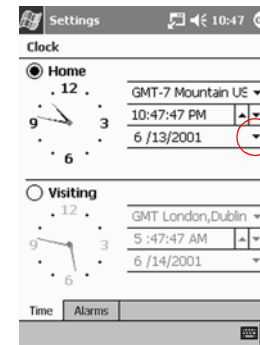 Settings 10:47
Clock
Home
12
9 3
6
GMT-7 Mountain US
10:47:47 PM
6 /13/2001
Visiting
12
9 3
6
GMT London,Dublin
5 :47:47 AM
6 /14/2001
Time Alarms